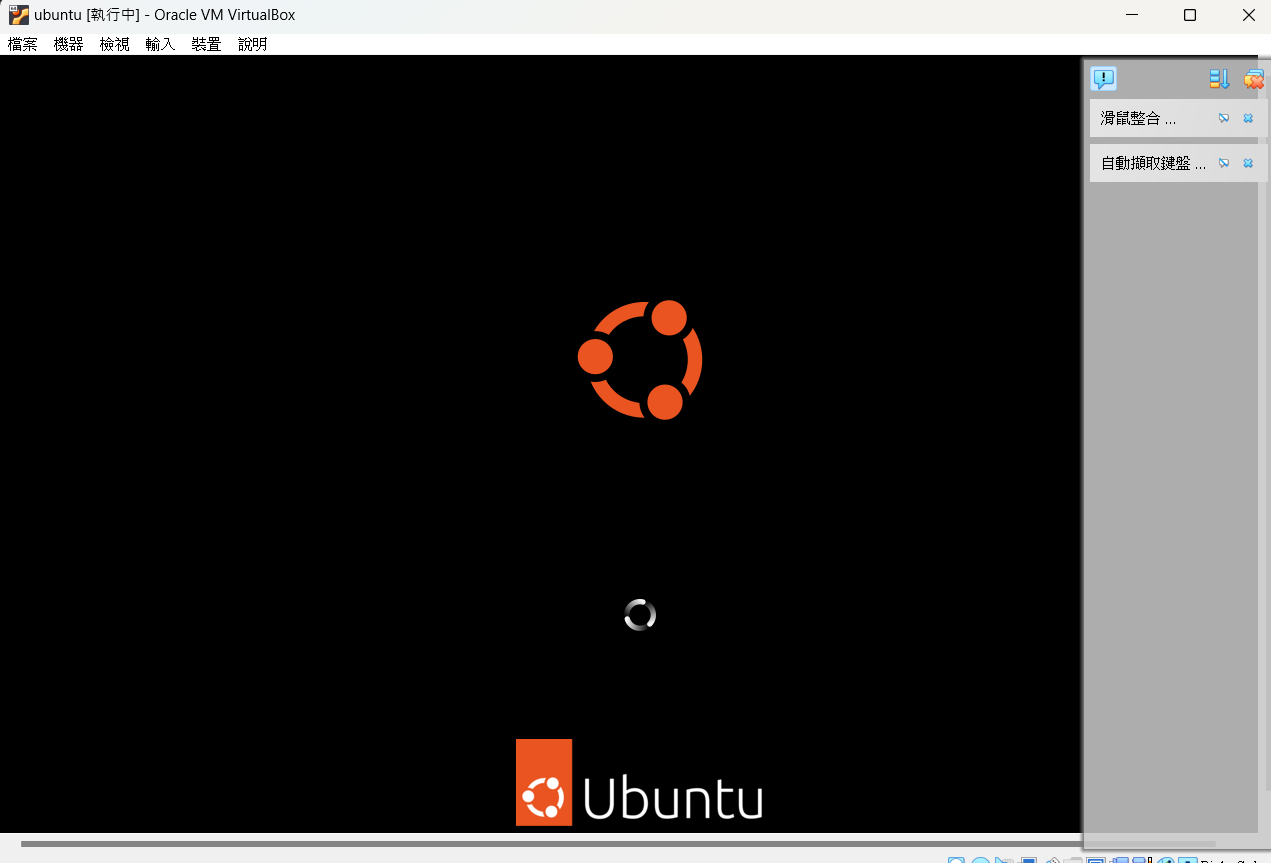 ubuntu [執行中] - Oracle VM VirtualBox
檔案 機器 檢視 輸入 裝置 說明
滑鼠整合 ...
自動擷取鍵盤 ...
Ubuntu